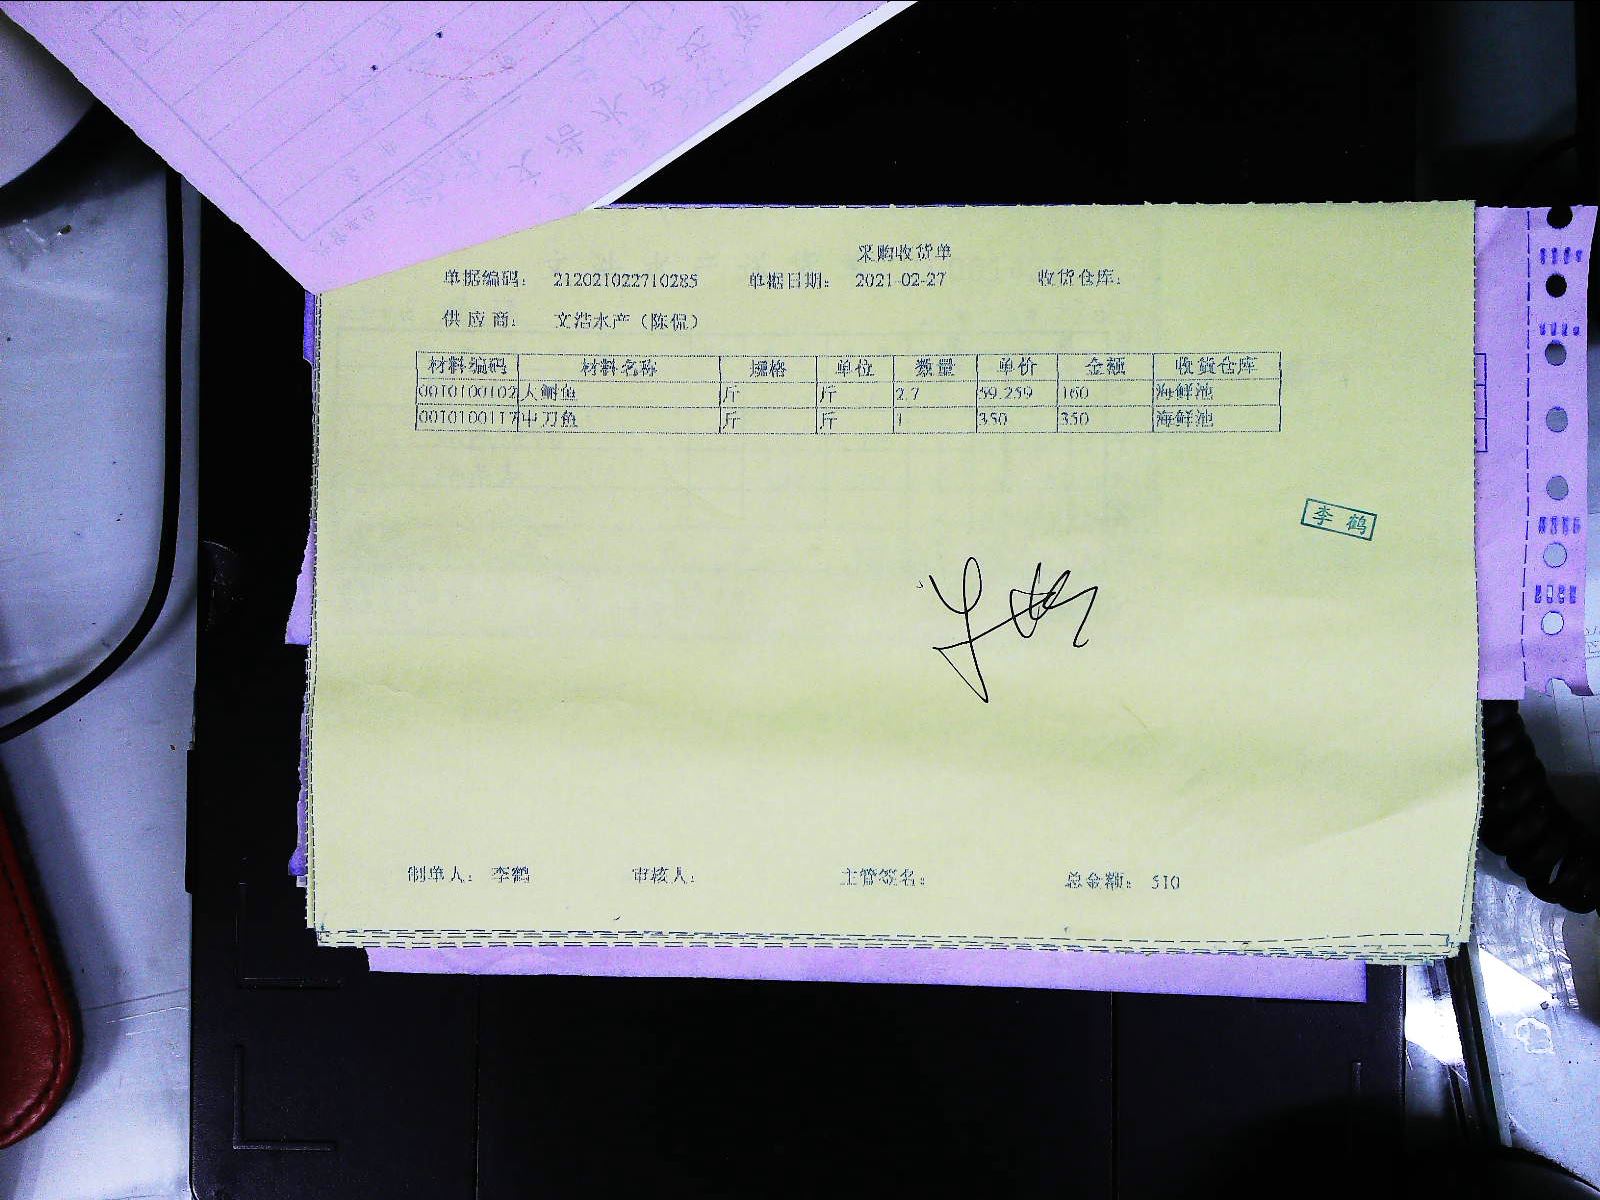 采购收货单
单据编码： 212021022710285 单据日期： 2021-02-27 收货仓库：
供应商： 文浩水产（陈侃）
材料编码 材料名称 规格 单位 数量 单价 金额 收货仓库
0010100102 大鲥鱼 斤 斤 2.7 59.259 160 海鲜池
0010100117 中刀鱼 斤 斤 1 350 350 海鲜池
李鹤
制单人： 李鹤 审核人： 主管签名： 总金额： 510